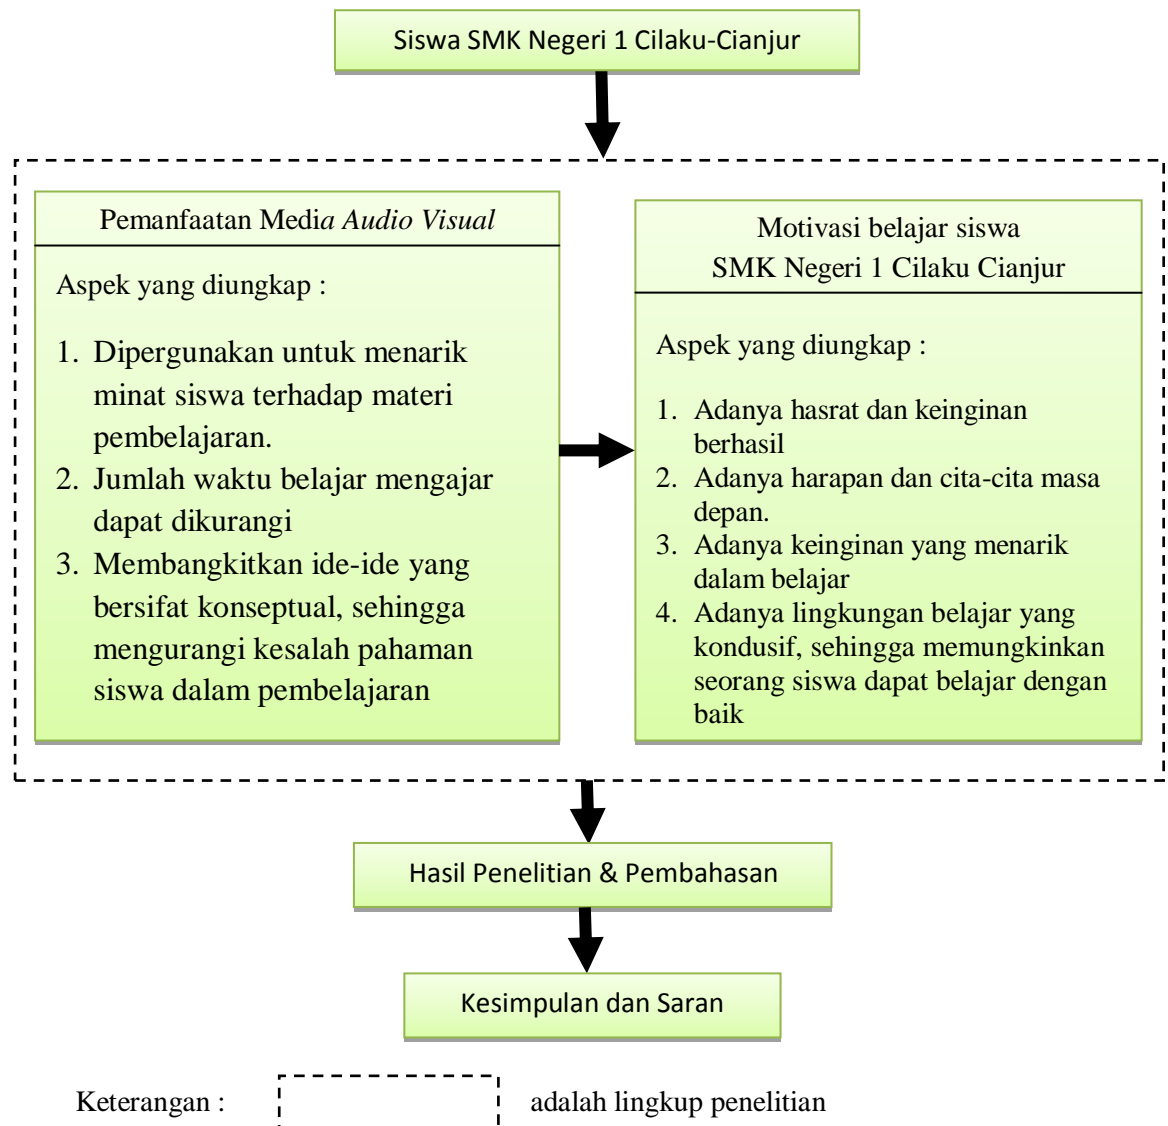 Siswa SMK Negeri 1 Cilaku-Cianjur
Pemanfaatan Media Audio Visual
Aspek yang diungkap :
1. Dipergunakan untuk menarik
minat siswa terhadap materi
pembelajaran.
2. Jumlah waktu belajar mengajar
dapat dikurangi
3. Membangkitkan ide-ide yang
bersifat konseptual, sehingga
mengurangi kesalah pahaman
siswa dalam pembelajaran
Motivasi belajar siswa
SMK Negeri 1 Cilaku Cianjur
Aspek yang diungkap :
1. Adanya hasrat dan keinginan
berhasil
2. Adanya harapan dan cita-cita masa
depan.
3. Adanya keinginan yang menarik
dalam belajar
4. Adanya lingkungan belajar yang
kondusif, sehingga memungkinkan
seorang siswa dapat belajar dengan
baik
Hasil Penelitian & Pembahasan
Kesimpulan dan Saran
Keterangan : adalah lingkup penelitian